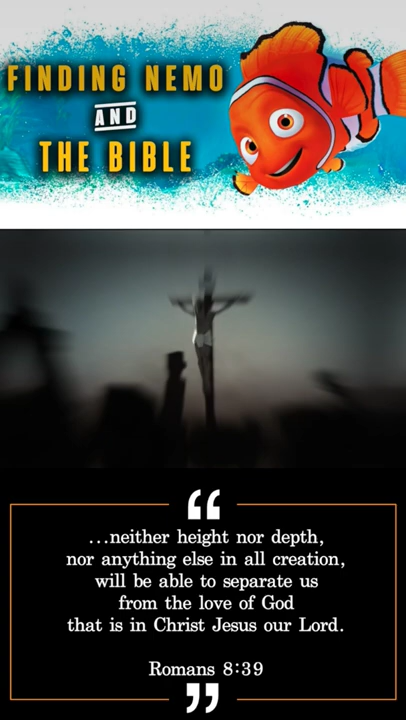 FINDING NEMO
AND
THE BIBLE
“
...neither height nor depth,
nor anything else in all creation,
will be able to separate us
from the love of God
that is in Christ Jesus our Lord.
Romans 8:39
”